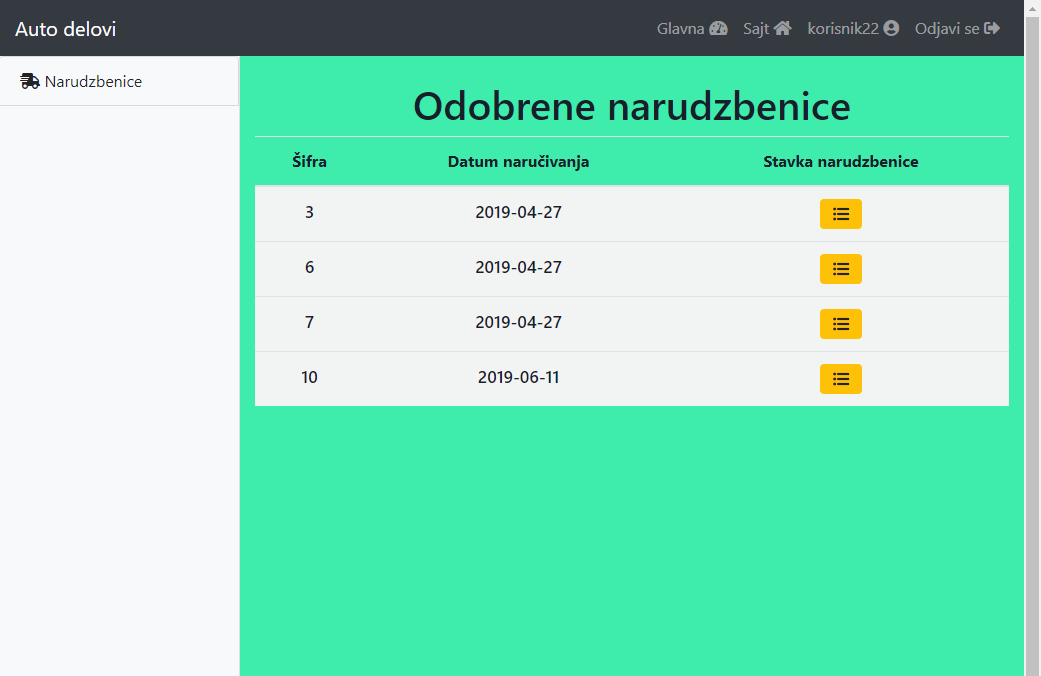 Auto delovi
Glavna Sajt korisnik22 Odjavi se
Narudzbenice
Odobrene narudzbenice
Šifra Datum naručivanja Stavka narudzbenice
3 2019-04-27
6 2019-04-27
7 2019-04-27
10 2019-06-11